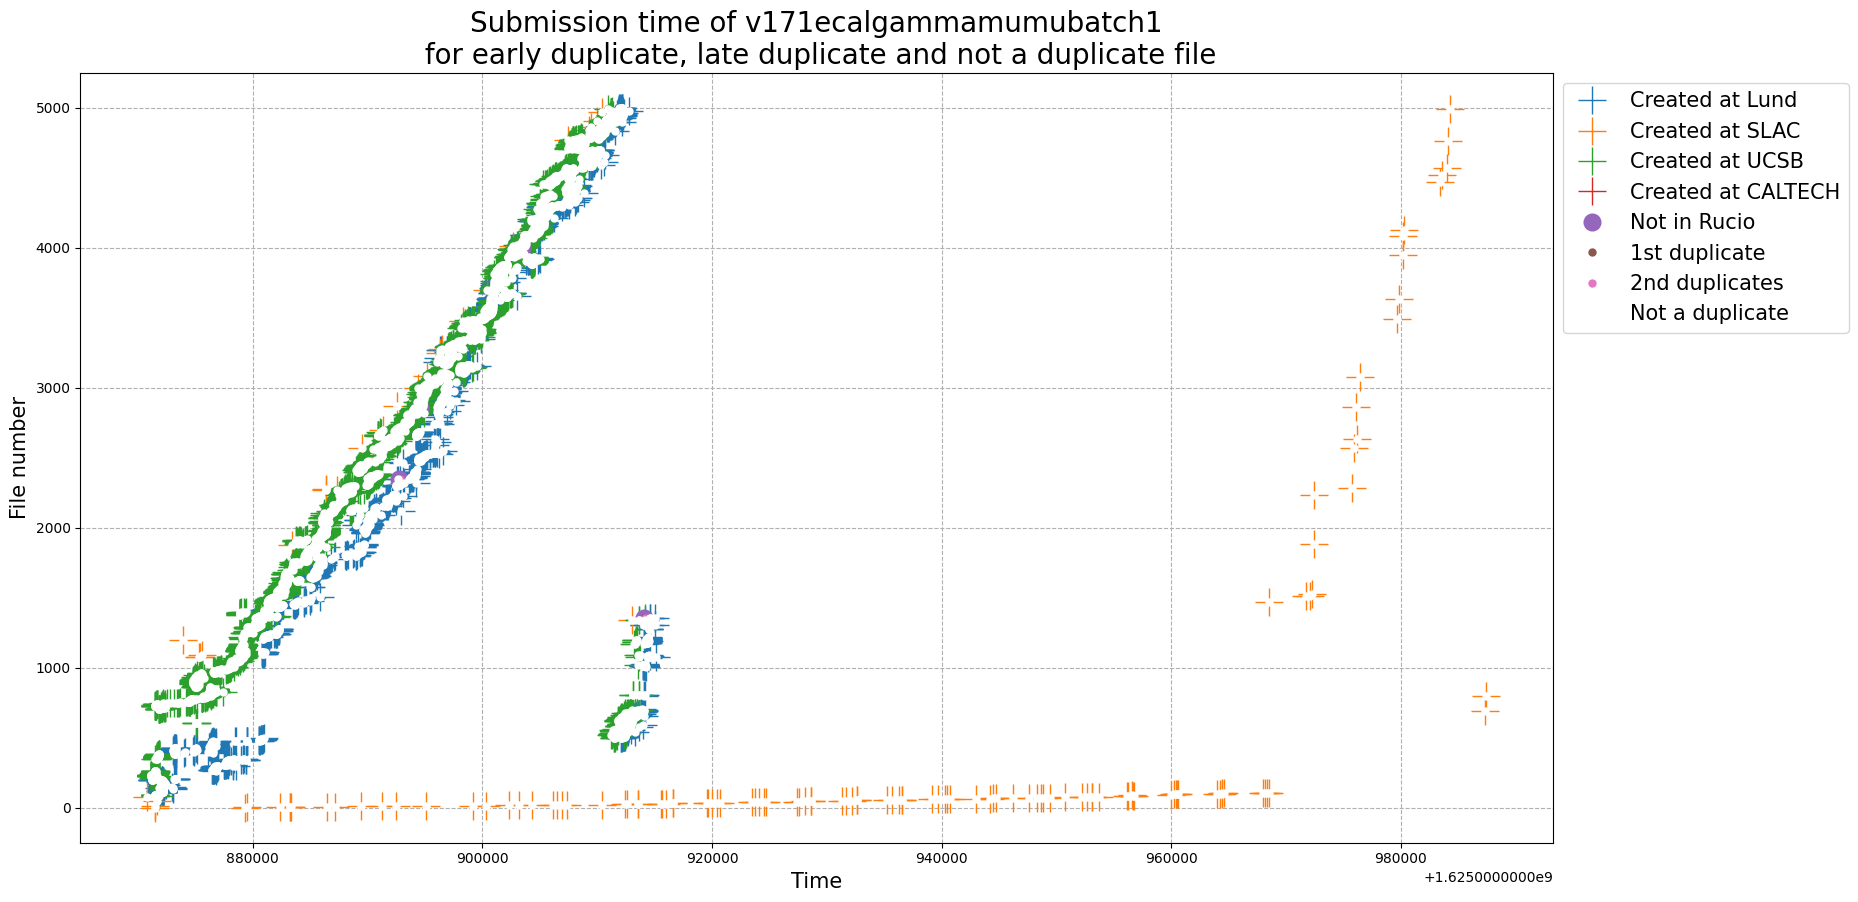 Submission time of v171ecalgammamumubatch1
for early duplicate, late duplicate and not a duplicate file
File number
5000
4000
3000
2000
1000
0
880000
900000
920000
940000
960000
980000
+1.6250000000e9
Time
Created at Lund
Created at SLAC
Created at UCSB
Created at CALTECH
Not in Rucio
1st duplicate
2nd duplicates
Not a duplicate